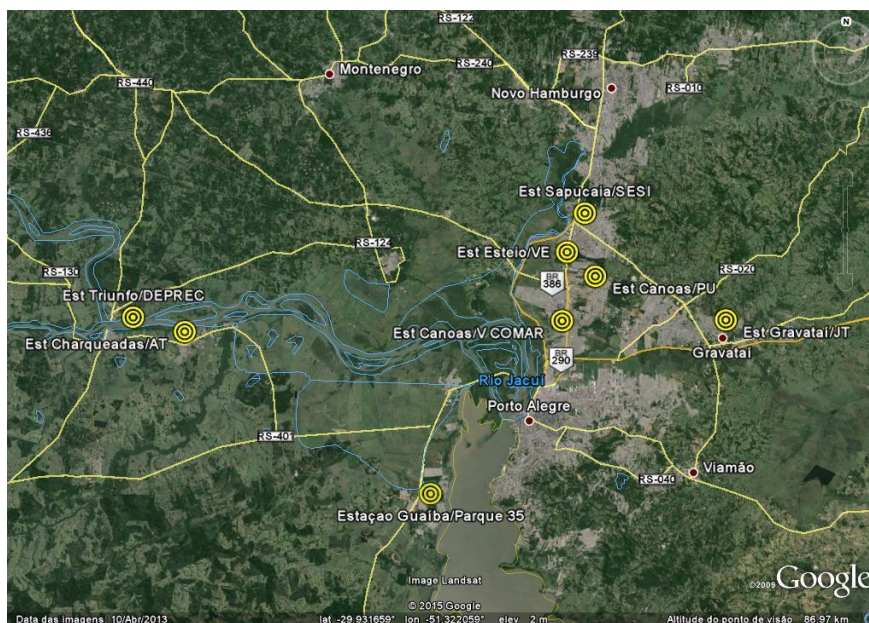 RS-122
N
RS-239
Montenegro
RS-240
RS-440
Novo Hamburgo
RS-010
RS-436
Est Sapucaia/SESI
RS-124
Est Esteio/VE
RS-020
RS-130
BR
386
Est Canoas/PU
Est Triunfo/DEPREC
Est Canoas/V COMAR
Est Gravataí/JT
Est Charqueadas/AT
Gravataí
BR
290
Rio Jacuí
Porto Alegre
RS-401
Viamão
RS-040
Estaçao Guaíba/Parque 35
Image Landsat
©2009 Google
© 2015 Google
Data das imagens: 10/Abr/2013 lat -29.931659° lon -51.322059° elev 2 m Altitude do ponto de visão 86.97 km